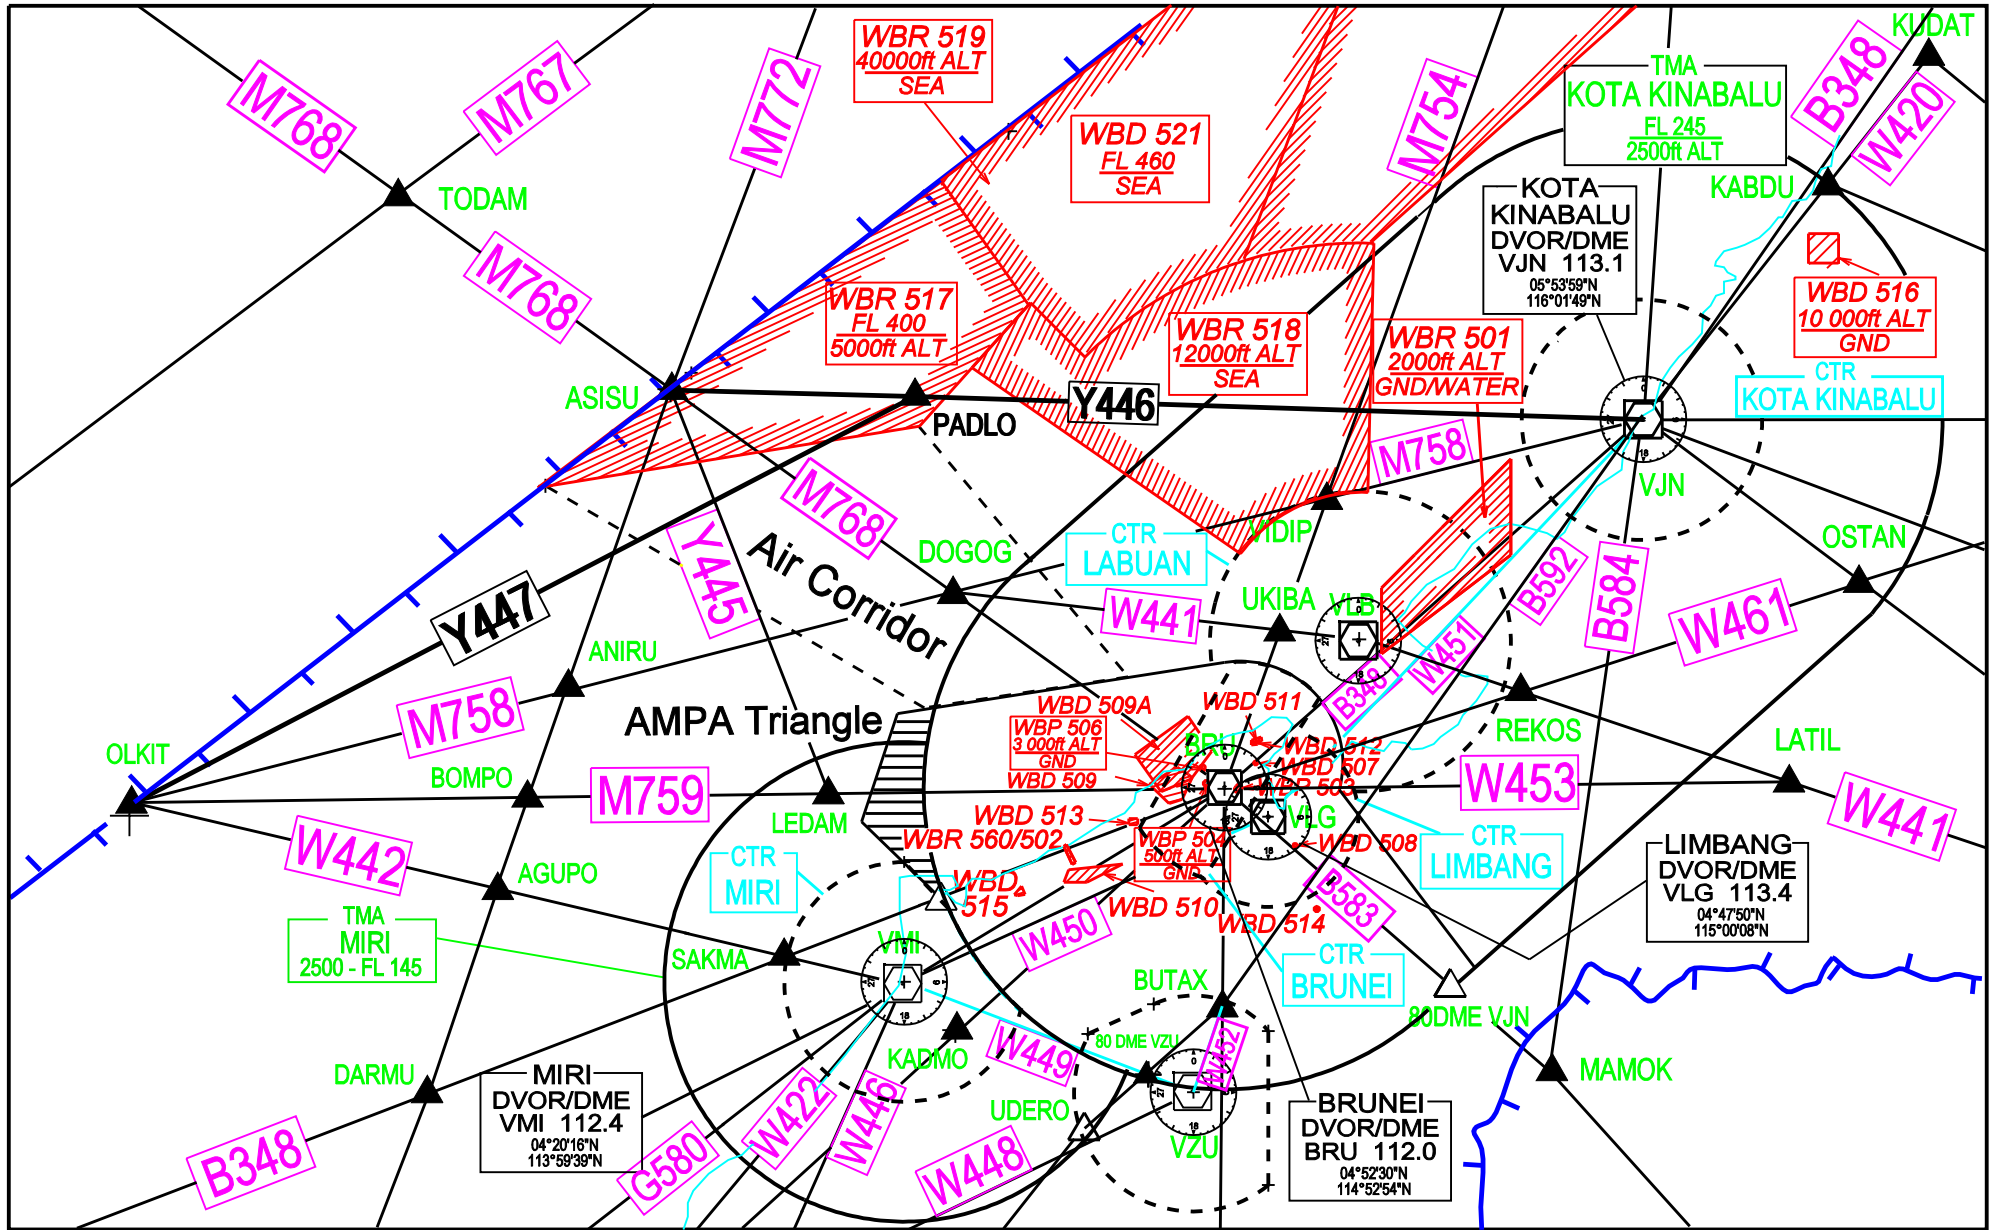 KUDAT
M768
M767
M772
WBR 519
40000ft ALT
SEA
WBD 521
FL 460
SEA
M754
TMA
KOTA KINABALU
FL 245
2500ft ALT
B348
W420
TODAM
KABDU
KOTA
KINABALU
DVOR/DME
VJN 113.1
05°53'59"N
116°01'49"N
M768
WBR 517
FL 400
5000ft ALT
WBR 518
12000ft ALT
SEA
WBR 501
2000ft ALT
GND/WATER
WBD 516
10 000ft ALT
GND
CTR
KOTA KINABALU
ASISU
PADLO
Y446
M758
VJN
M768
Y445
Air Corridor
DOGOG
CTR
LABUAN
VIDIP
OSTAN
Y447
W441
UKIBA
VLB
B592
B584
W461
ANIRU
W451
B348
M758
AMPA Triangle
WBD 509A
WBD 511
REKOS
LATIL
OLKIT
BOMPO
M759
WBP 506
3 000ft ALT
GND
WBD 509
BRU
WBD 512
WBD 507
WBP 503
W453
LEDAM
WBD 513
VLG
W441
W442
CTR
MIRI
WBR 560/502
WBP 504
500ft ALT
GND
WBD 508
CTR
LIMBANG
LIMBANG
DVOR/DME
VLG 113.4
04°47'50"N
115°00'08"N
AGUPO
WBD
515
WBD 510
WBD 514
B583
TMA
MIRI
2500 - FL 145
SAKMA
VMI
W450
CTR
BRUNEI
BUTAX
80DME VJN
KADMO
W449
80 DME VZU
W452
MAMOK
DARMU
MIRI
DVOR/DME
VMI 112.4
04°20'16"N
113°59'39"N
W422
W446
UDERO
VZU
BRUNEI
DVOR/DME
BRU 112.0
04°52'30"N
114°52'54"N
B348
G580
W448